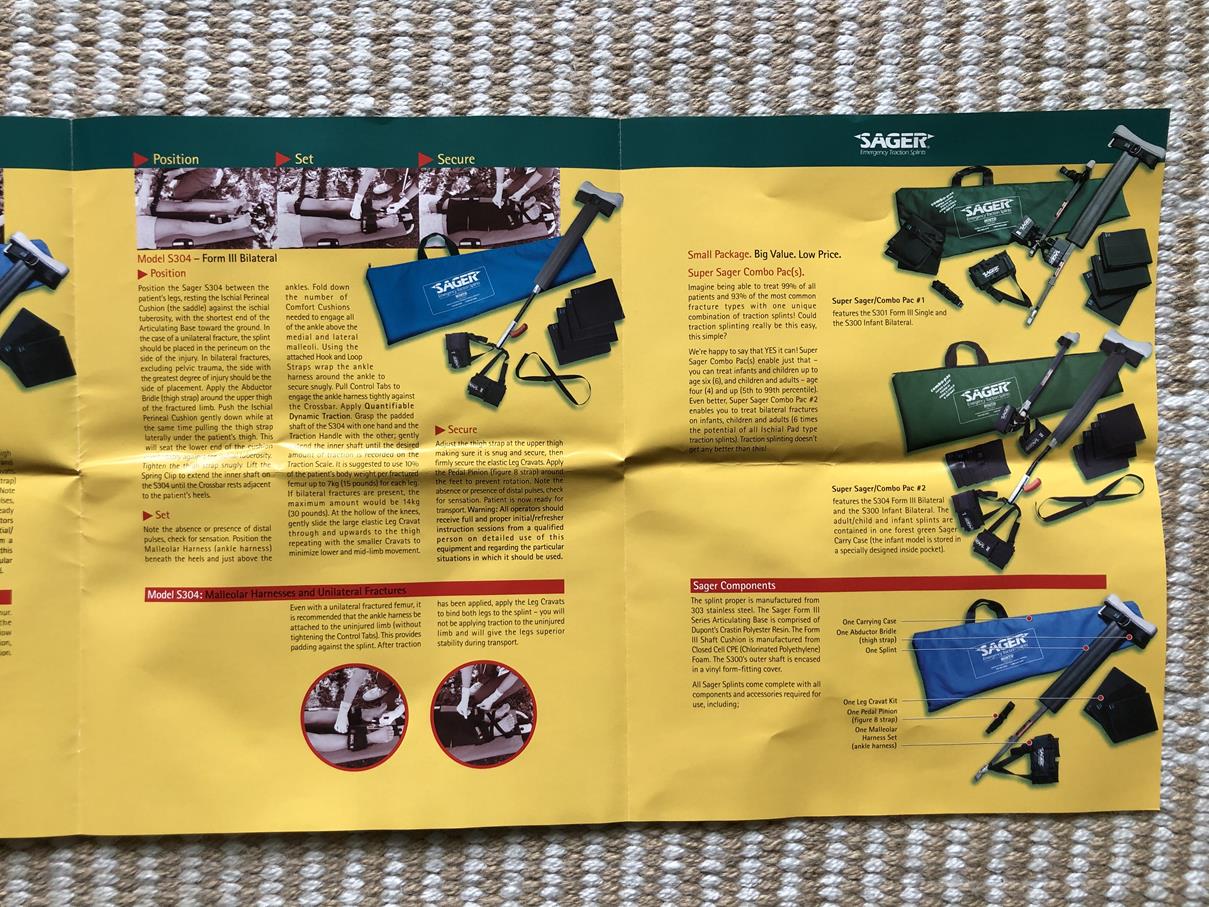 Position
Set
Secure
Model S304 – Form III Bilateral
Position
Position the Sager S304 between the
patient's legs, resting the Ischial Perineal
Cushion (the saddle) against the ischial
tuberosity, with the shortest end of the
Articulating Base toward the ground. In
the case of a unilateral fracture, the splint
should be placed in the perineum on the
side of the injury. In bilateral fractures,
excluding pelvic trauma, the side with
the greatest degree of injury should be the
side of placement. Apply the Abductor
Bridle (thigh strap) around the upper thigh
of the fractured limb. Push the Ischial
Perineal Cushion gently down while at
the same time pulling the thigh strap
laterally under the patient's thigh. This
will seat the lower end of the cushion
against the tuberosity.
Tighten the thigh strap snugly. Lift the
Spring Clip to extend the inner shaft on
the S304 until the Crossbar rests adjacent
to the patient's heels.
Set
Note the absence or presence of distal
pulses, check for sensation. Position the
Malleolar Harness (ankle harness)
beneath the heels and just above the
ankles. Fold down
the number of
Comfort Cushions
needed to engage all
of the ankle above the
medial and lateral
malleoli. Using the
attached Hook and Loop
Straps wrap the ankle
harness around the ankle to
secure snugly. Pull Control Tabs to
engage the ankle harness tightly against
the Crossbar. Apply Quantifiable
Dynamic Traction. Grasp the padded
shaft of the S304 with one hand and the
Traction Handle with the other; gently
extend the inner shaft until the desired
amount of traction is recorded on the
Traction Scale. It is suggested to use 10%
of the patient's body weight per fractured
femur up to 7kg (15 pounds) for each leg.
If bilateral fractures are present, the
maximum amount would be 14kg
(30 pounds). At the hollow of the knees,
gently slide the large elastic Leg Cravat
through and upwards to the thigh
repeating with the smaller Cravats to
minimize lower and mid-limb movement.
Secure
Adjust the thigh strap at the upper thigh
making sure it is snug and secure, then
firmly secure the elastic Leg Cravats. Apply
the Pedal Pinion (figure 8 strap) around
the feet to prevent rotation. Note the
absence or presence of distal pulses, check
for sensation. Patient is now ready for
transport. Warning: All operators should
receive full and proper initial/refresher
instruction sessions from a qualified
person on detailed use of this
equipment and regarding the particular
situations in which it should be used.
Model S304: Malleolar Harnesses and Unilateral Fractures
Even with a unilateral fractured femur, it
is recommended that the ankle harness be
attached to the uninjured limb (without
tightening the Control Tabs). This provides
padding against the splint. After traction
has been applied, apply the Leg Cravats
to bind both legs to the splint – you will
not be applying traction to the uninjured
limb and will give the legs superior
stability during transport.
SAGER
Emergency Traction Splints
Small Package. Big Value. Low Price.
Super Sager Combo Pac(s).
Imagine being able to treat 99% of all
patients and 93% of the most common
fracture types with one unique
combination of traction splints! Could
traction splinting really be this easy,
this simple?
We're happy to say that YES it can! Super
Sager Combo Pac(s) enable just that –
you can treat infants and children up to
age six (6), and children and adults – age
four (4) and up (5th to 99th percentile).
Even better, Super Sager Combo Pac #2
enables you to treat bilateral fractures
on infants, children and adults (6 times
the potential of all Ischial Pad type
traction splints). Traction splinting doesn't
get any better than this!
Super Sager/Combo Pac #1
features the S301 Form III Single and
the S300 Infant Bilateral.
Super Sager/Combo Pac #2
features the S304 Form III Bilateral
and the S300 Infant Bilateral. The
adult/child and infant splints are
contained in one forest green Sager
Carry Case (the infant model is stored in
a specially designed inside pocket).
Sager Components
The splint proper is manufactured from
303 stainless steel. The Sager Form III
Series Articulating Base is comprised of
Dupont's Crastin Polyester Resin. The Form
III Shaft Cushion is manufactured from
Closed Cell CPE (Chlorinated Polyethylene)
Foam. The S300's outer shaft is encased
in a vinyl form-fitting cover.
All Sager Splints come complete with all
components and accessories required for
use, including;
One Carrying Case
One Abductor Bridle
(thigh strap)
One Splint
One Leg Cravat Kit
One Pedal Pinion
(figure 8 strap)
One Malleolar
Harness Set
(ankle harness)
SAGER
SAGER
SAGER
SAGER